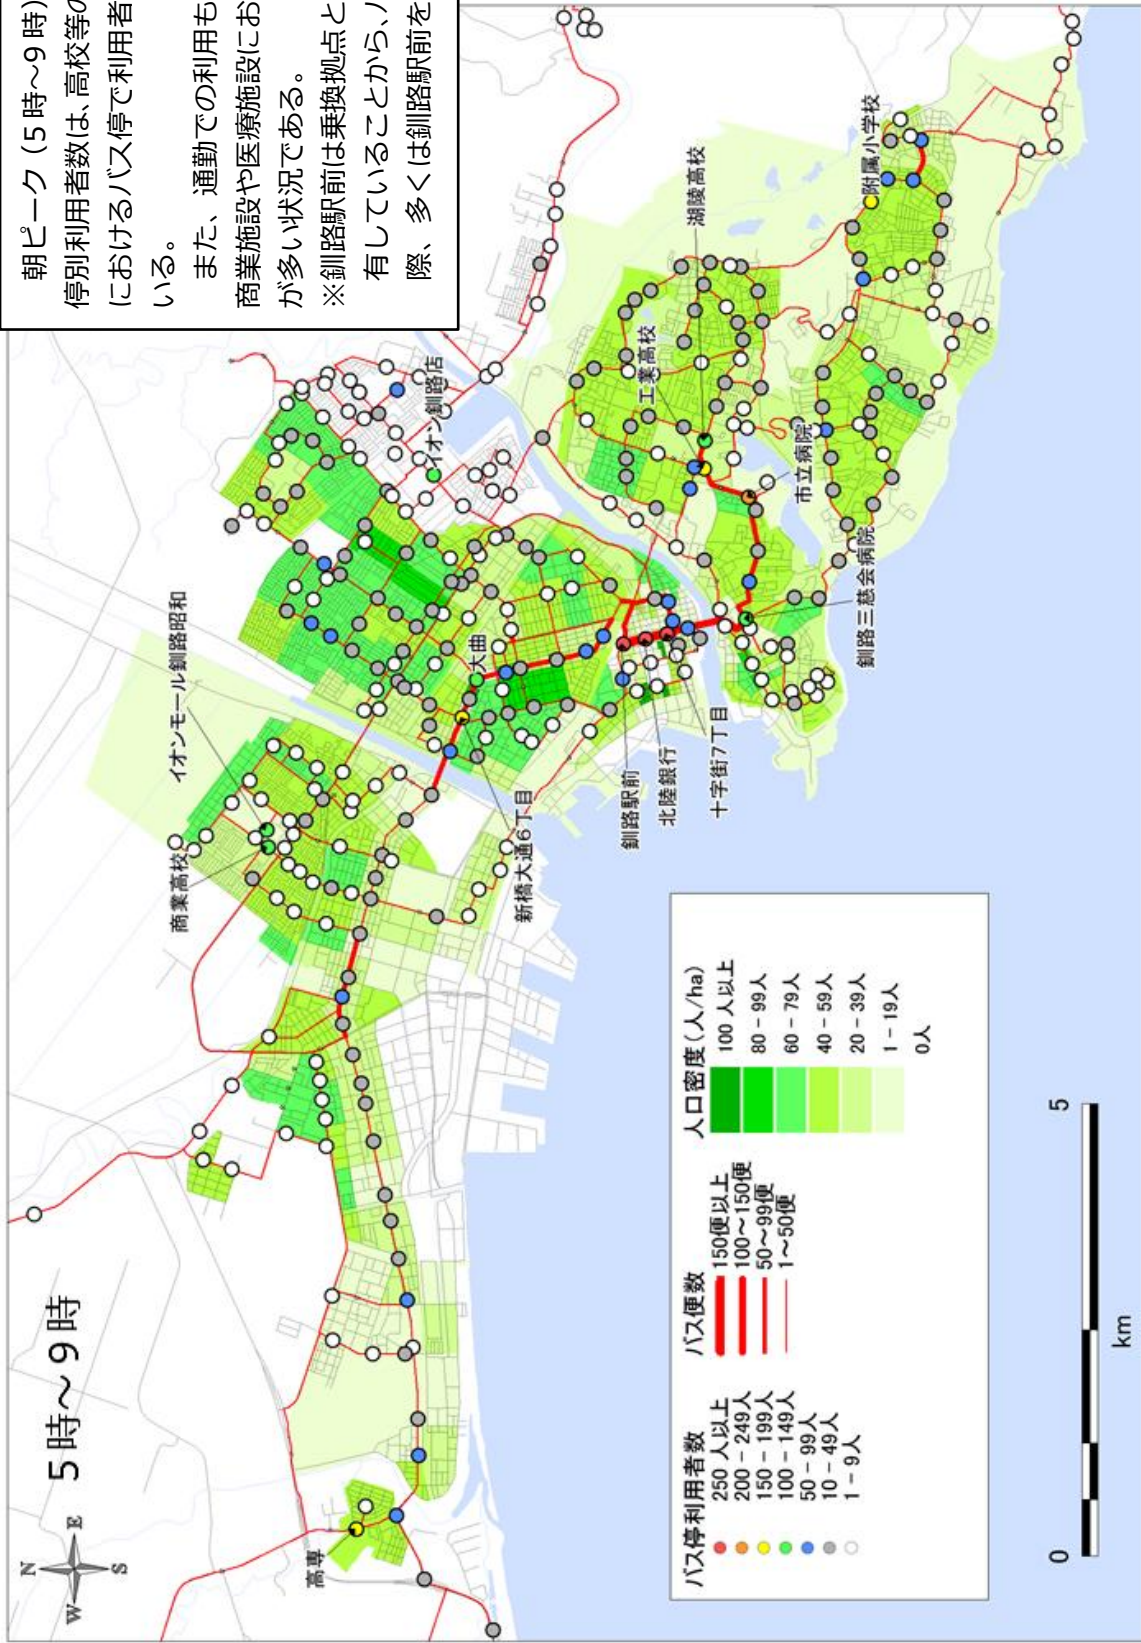 5時～9時
N
W
E
S
朝ピーク（5時～9時）
停別利用者数は、高校等の
におけるバス停で利用者
いる。
また、通勤での利用も
商業施設や医療施設にお
が多い状況である。
※釧路駅前は乗換拠点と
有していることから、バ
際、多くは釧路駅前を
イオンモール釧路昭和
商業高校
イオン釧路店
大曲
新橋大通6丁目
高専
釧路駅前
北陸銀行
十字街7丁目
工業高校
湖陵高校
附属小学校
市立病院
釧路三慈会病院
バス停利用者数
250 人以上
200－249人
150－199人
100－149人
50－99人
10－49人
1－9人
バス便数
150便以上
100～150便
50～99便
1～50便
人口密度(人/ha)
100 人以上
80－99人
60－79人
40－59人
20－39人
1－19人
0人
0
5
km